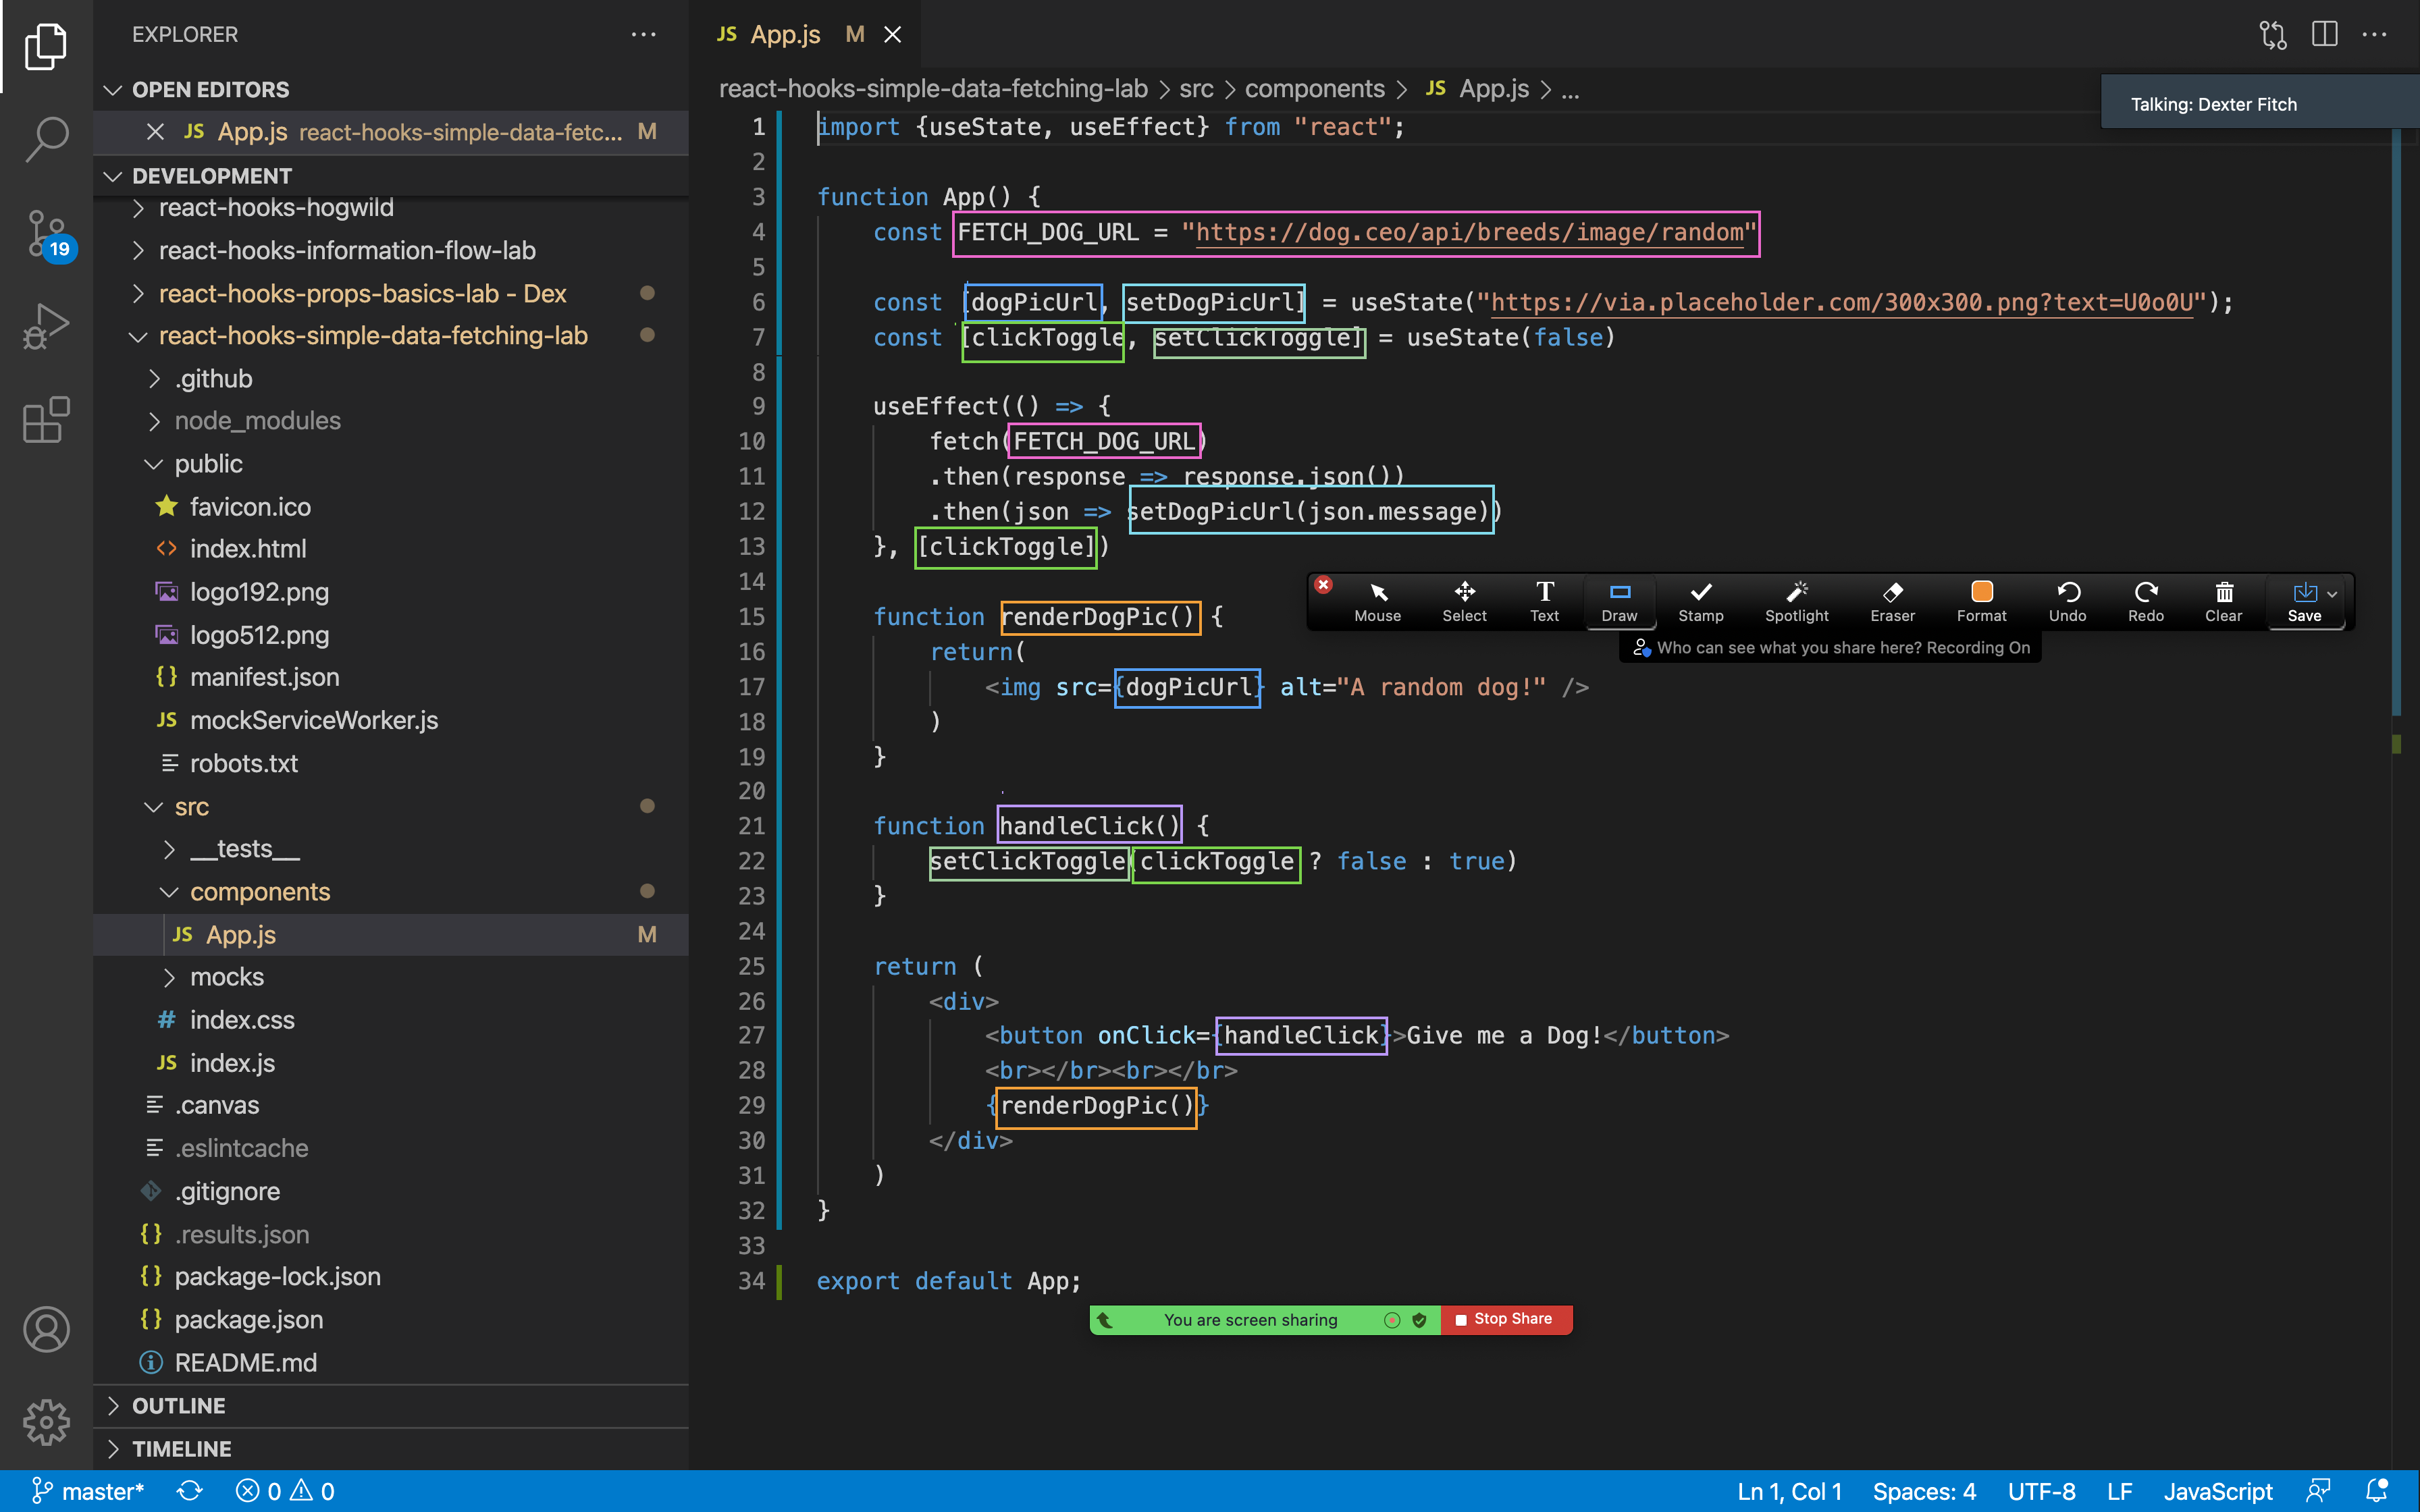 EXPLORER
OPEN EDITORS
JS App.js react-hooks-simple-data-fetc... M
DEVELOPMENT
react-hooks-hogwild
react-hooks-information-flow-lab
react-hooks-props-basics-lab - Dex
react-hooks-simple-data-fetching-lab
.github
node_modules
public
favicon.ico
index.html
logo192.png
logo512.png
manifest.json
JS mockServiceWorker.js
robots.txt
src
__tests__
components
JS App.js M
mocks
# index.css
JS index.js
.canvas
.eslintcache
.gitignore
{} .results.json
{} package-lock.json
{} package.json
README.md
OUTLINE
TIMELINE
19
JS App.js M
react-hooks-simple-data-fetching-lab > src > components > JS App.js > ...
Talking: Dexter Fitch
1 import {useState, useEffect} from "react";
2
3 function App() {
4 const FETCH_DOG_URL = "https://dog.ceo/api/breeds/image/random"
5
6 const [dogPicUrl, setDogPicUrl] = useState("https://via.placeholder.com/300x300.png?text=U0o0U");
7 const [clickToggle, setClickToggle] = useState(false)
8
9 useEffect(() => {
10 fetch(FETCH_DOG_URL)
11 .then(response => response.json())
12 .then(json => setDogPicUrl(json.message))
13 }, [clickToggle])
14
15 function renderDogPic() {
16 return(
17 <img src={dogPicUrl} alt="A random dog!" />
18 )
19 }
20
21 function handleClick() {
22 setClickToggle(clickToggle ? false : true)
23 }
24
25 return (
26 <div>
27 <button onClick={handleClick}>Give me a Dog!</button>
28 <br></br><br></br>
29 {renderDogPic()}
30 </div>
31 )
32 }
33
34 export default App;
Mouse Select Text Draw Stamp Spotlight Eraser Format Undo Redo Clear Save
Who can see what you share here? Recording On
You are screen sharing Stop Share
master* 0 0 Ln 1, Col 1 Spaces: 4 UTF-8 LF JavaScript